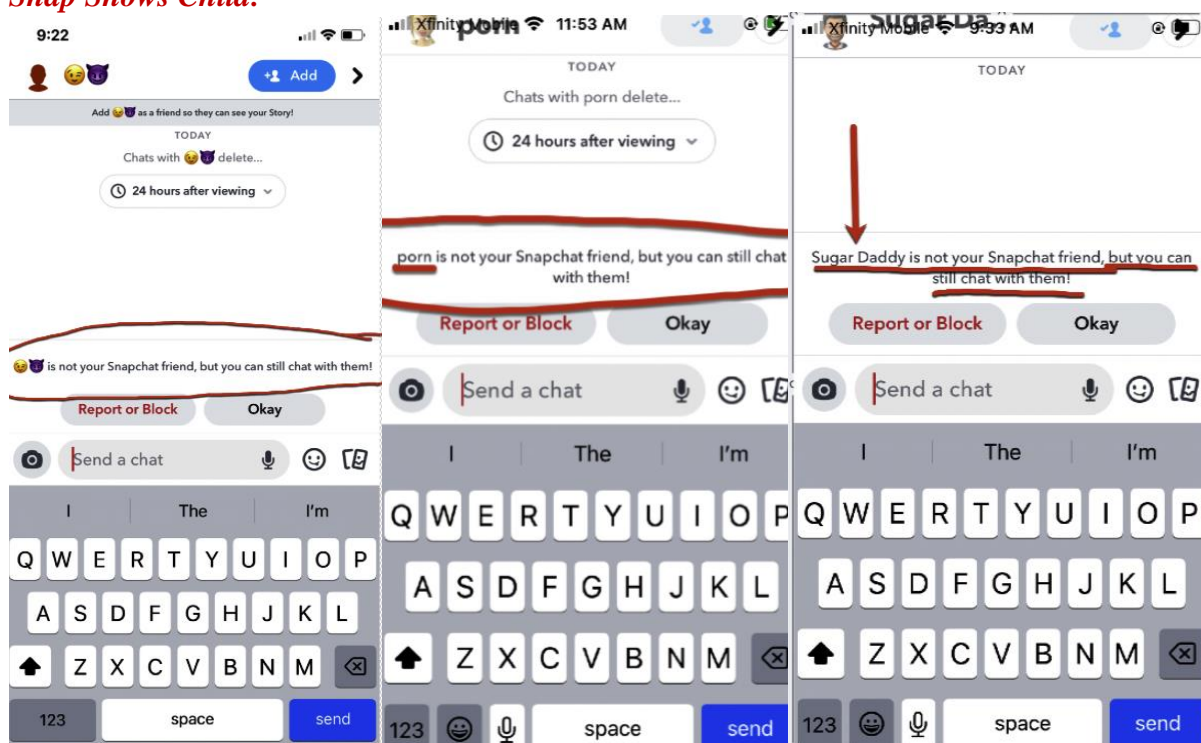 Snap Shows Child:
9:22
😉😈
Add
Add 😉😈 as a friend so they can see your Story!
TODAY
Chats with 😉😈 delete...
24 hours after viewing
😉😈 is not your Snapchat friend, but you can still chat with them!
Report or Block
Okay
Send a chat
I The I'm
Q W E R T Y U I O P
A S D F G H J K L
Z X C V B N M
123 space send
Xfinity Mobile 11:53 AM
porn
TODAY
Chats with porn delete...
24 hours after viewing
porn is not your Snapchat friend, but you can still chat
with them!
Report or Block
Okay
Send a chat
I The I'm
Q W E R T Y U I O P
A S D F G H J K L
Z X C V B N M
123 space send
Xfinity Mobile 9:33 AM
Sugar Da
TODAY
Sugar Daddy is not your Snapchat friend, but you can
still chat with them!
Report or Block
Okay
Send a chat
I The I'm
Q W E R T Y U I O P
A S D F G H J K L
Z X C V B N M
123 space send